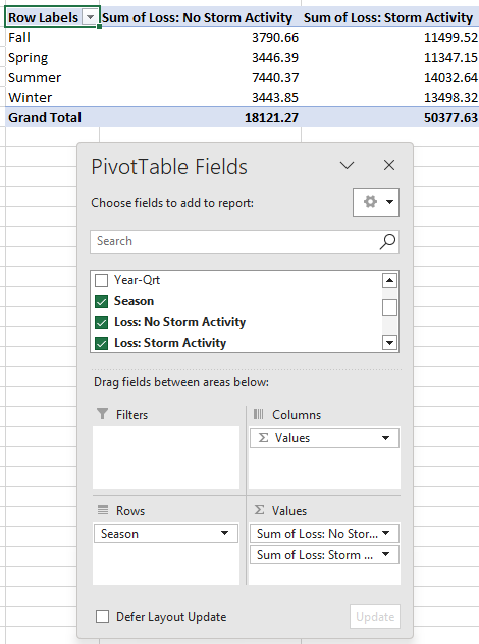 Row Labels Sum of Loss: No Storm Activity Sum of Loss: Storm Activity
Fall 3790.66 11499.52
Spring 3446.39 11347.15
Summer 7440.37 14032.64
Winter 3443.85 13498.32
Grand Total 18121.27 50377.63
PivotTable Fields
Choose fields to add to report:
Search
Year-Qrt
Season
Loss: No Storm Activity
Loss: Storm Activity
Drag fields between areas below:
Filters Columns
Σ Values
Rows Σ Values
Season Sum of Loss: No Stor...
Sum of Loss: Storm ...
Defer Layout Update Update